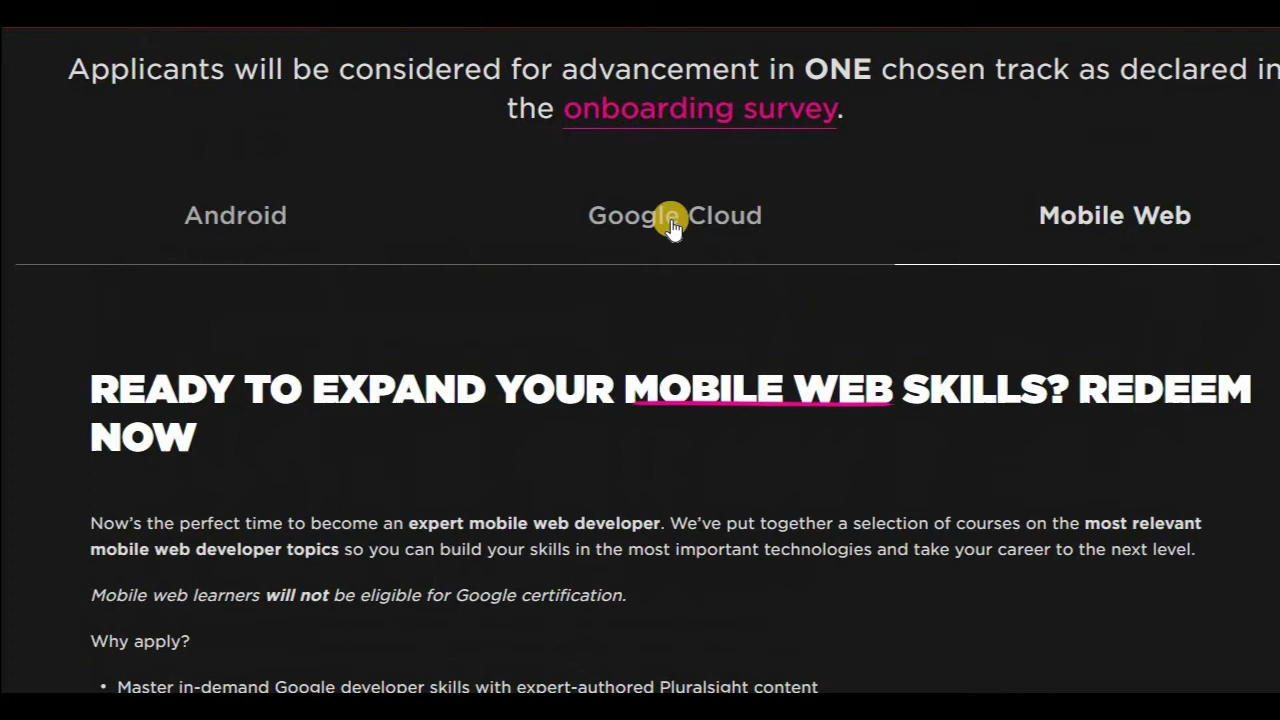 Applicants will be considered for advancement in ONE chosen track as declared in
the onboarding survey.
Android
Google Cloud
Mobile Web
READY TO EXPAND YOUR MOBILE WEB SKILLS? REDEEM
NOW
Now’s the perfect time to become an expert mobile web developer. We’ve put together a selection of courses on the most relevant
mobile web developer topics so you can build your skills in the most important technologies and take your career to the next level.
Mobile web learners will not be eligible for Google certification.
Why apply?
• Master in-demand Google developer skills with expert-authored Pluralsight content